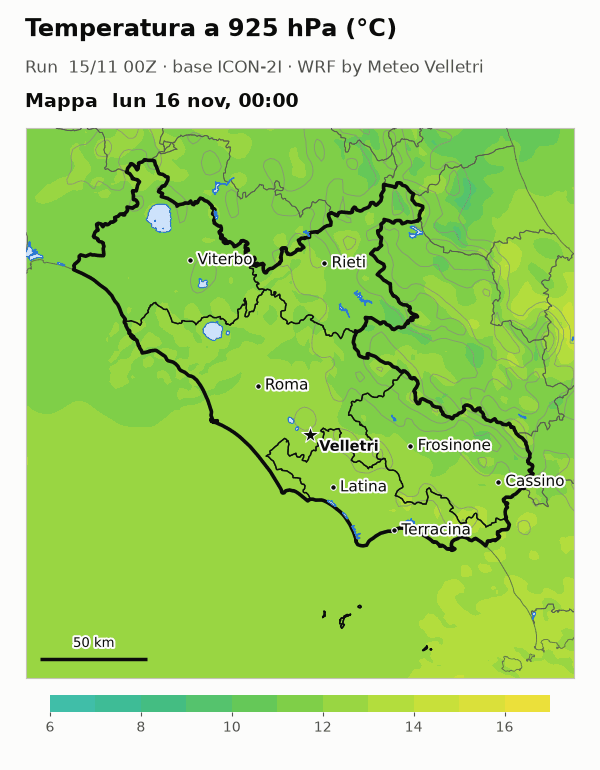 Temperatura a 925 hPa (°C)
Run  15/11 00Z · base ICON-2I · WRF by Meteo Velletri
Mappa  lun 16 nov, 00:00
Viterbo
Rieti
Roma
Velletri
Frosinone
Latina
Cassino
Terracina
50 km
6 8 10 12 14 16